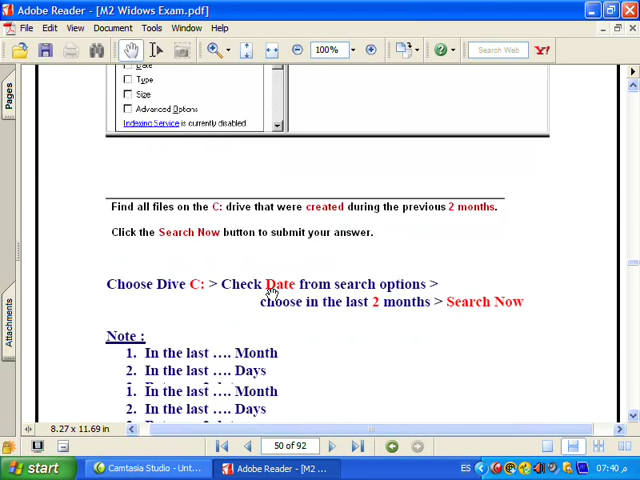 Adobe Reader - [M2 Widows Exam.pdf]
File Edit View Document Tools Window Help
100% Search Web Y!
Pages
Attachments
Type
Size
Advanced Options
Indexing Service is currently disabled
Find all files on the C: drive that were created during the previous 2 months.
Click the Search Now button to submit your answer.
Choose Dive C: > Check Date from search options >
choose in the last 2 months > Search Now
Note :
1. In the last …. Month
2. In the last …. Days
1. In the last …. Month
2. In the last …. Days
8.27 x 11.69 in
50 of 92
start Camtasia Studio - Unt... Adobe Reader - [M2 ... ES 07:40 م